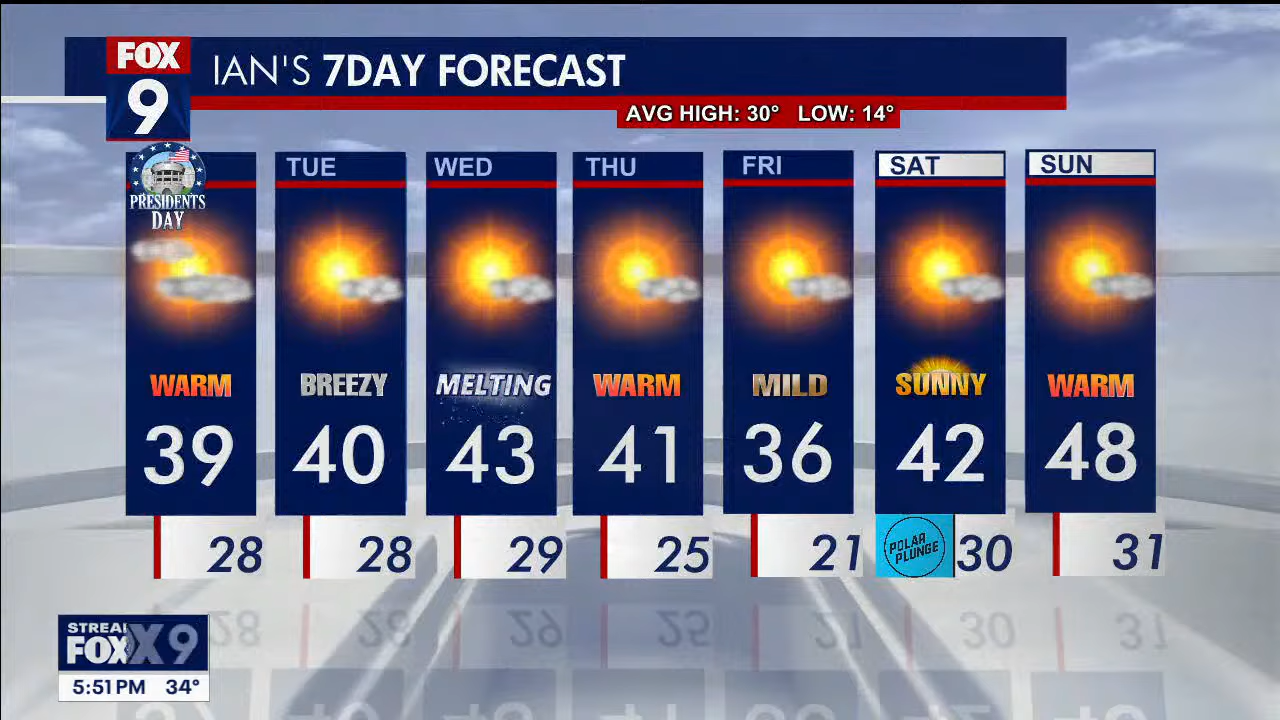 FOX
9
IAN'S 7DAY FORECAST
AVG HIGH: 30° LOW: 14°
PRESIDENTS
DAY
TUE
WED
THU
FRI
SAT
SUN
WARM
BREEZY
MELTING
WARM
MILD
SUNNY
WARM
39
40
43
41
36
42
48
28
28
29
25
21
POLAR
PLUNGE
30
31
FOX
X9
5:51PM 34°